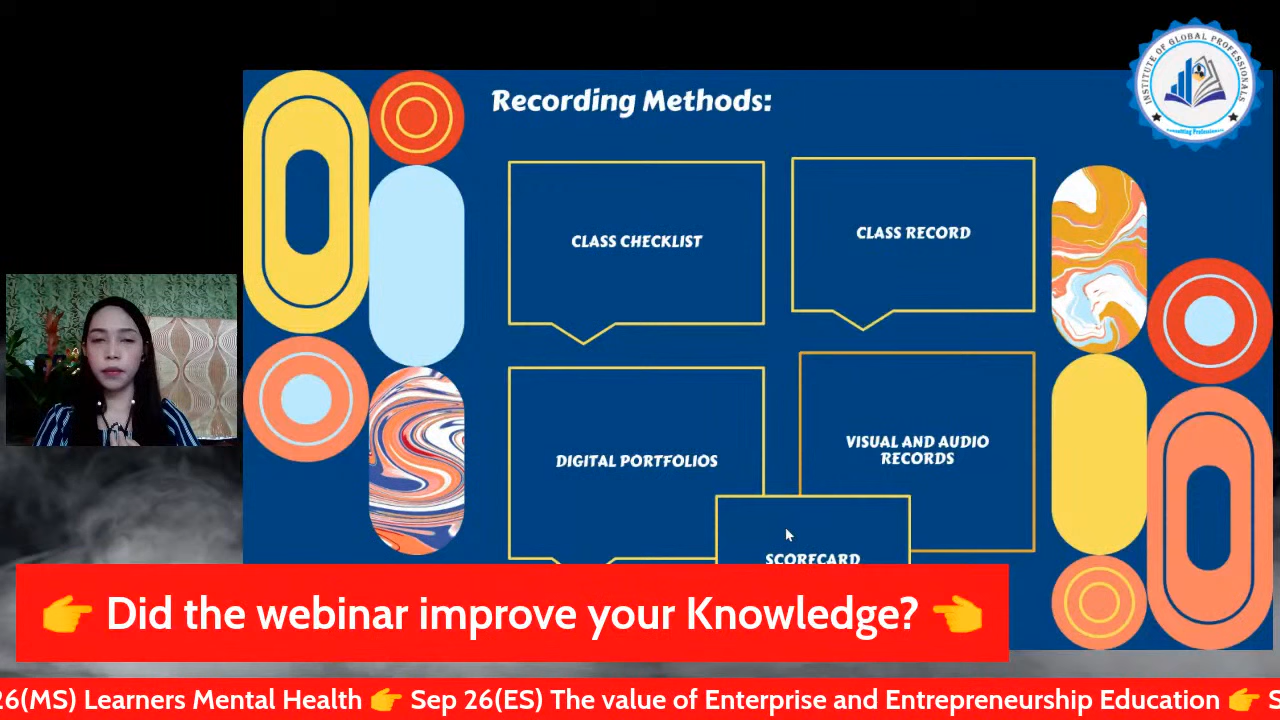 INSTITUTE OF GLOBAL PROFESSIONALS
Recording Methods:
CLASS CHECKLIST
CLASS RECORD
DIGITAL PORTFOLIOS
VISUAL AND AUDIO
RECORDS
SCORECARD
👉 Did the webinar improve your Knowledge? 👈
26(MS) Learners Mental Health 👉 Sep 26(ES) The value of Enterprise and Entrepreneurship Education 👉 S